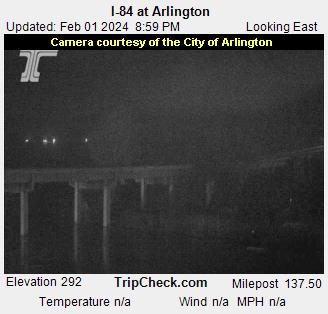 I-84 at Arlington
Updated: Feb 01 2024 8:59 PM Looking East
Camera courtesy of the City of Arlington
Elevation 292 TripCheck.com Milepost 137.50
Temperature n/a Wind n/a MPH n/a